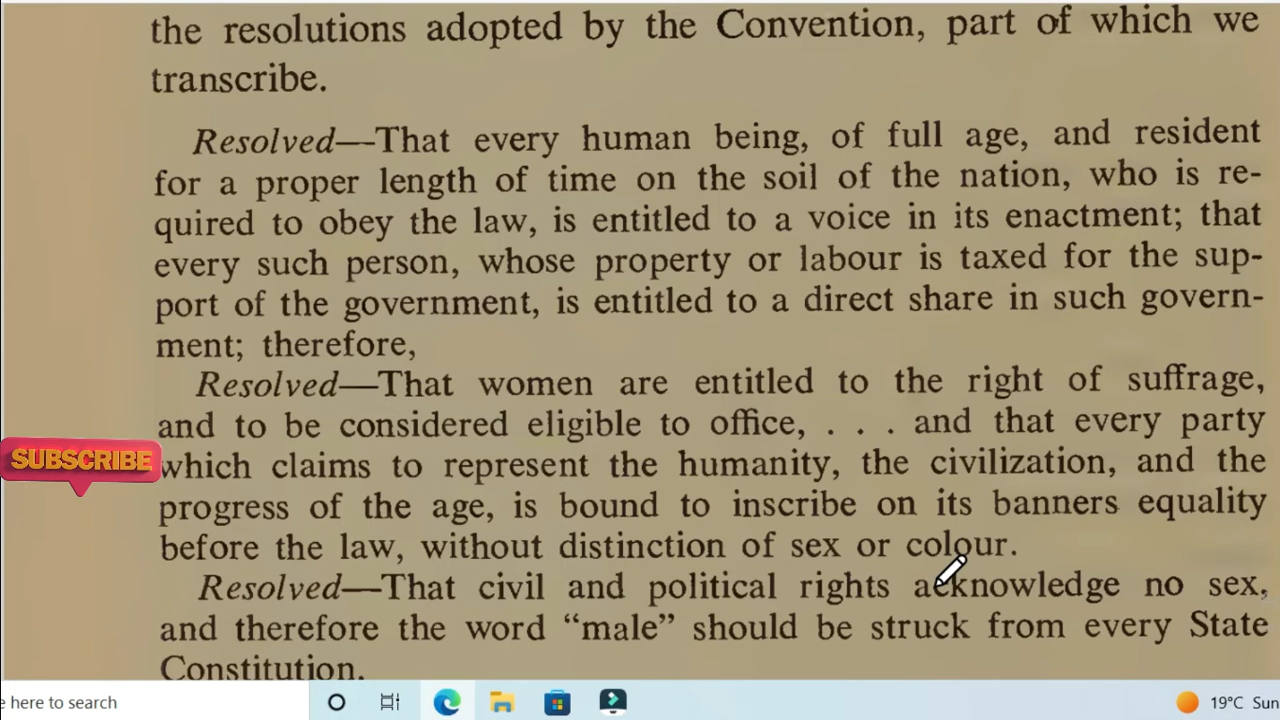 the resolutions adopted by the Convention, part of which we
transcribe.
Resolved—That every human being, of full age, and resident
for a proper length of time on the soil of the nation, who is re-
quired to obey the law, is entitled to a voice in its enactment; that
every such person, whose property or labour is taxed for the sup-
port of the government, is entitled to a direct share in such govern-
ment; therefore,
Resolved—That women are entitled to the right of suffrage,
and to be considered eligible to office, . . . and that every party
which claims to represent the humanity, the civilization, and the
progress of the age, is bound to inscribe on its banners equality
before the law, without distinction of sex or colour.
Resolved—That civil and political rights acknowledge no sex,
and therefore the word “male” should be struck from every State
Constitution.
SUBSCRIBE
e here to search
19°C Sun